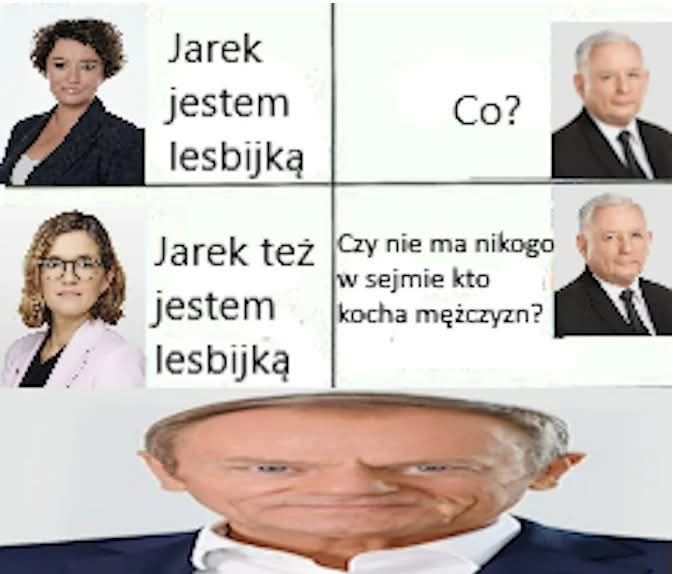 Jarek
jestem
lesbijką
Co?
Jarek też
jestem
lesbijką
Czy nie ma nikogo
w sejmie kto
kocha mężczyzn?